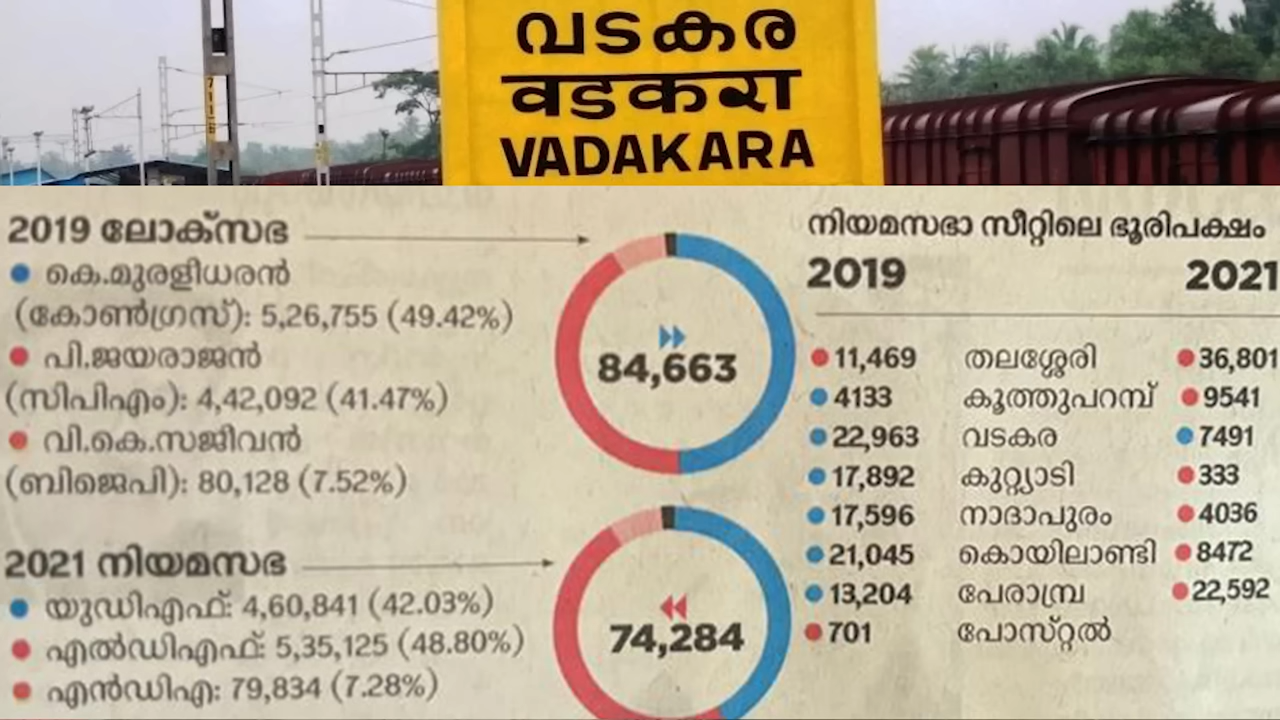 വടകര
वडकरा
VADAKARA
2019 ലോക്സഭ
കെ.മുരളീധരൻ
(കോൺഗ്രസ്): 5,26,755 (49.42%)
പി.ജയരാജൻ
(സിപിഎം): 4,42,092 (41.47%)
വി.കെ.സജീവൻ
(ബിജെപി): 80,128 (7.52%)
84,663
2021 നിയമസഭ
യുഡിഎഫ്: 4,60,841 (42.03%)
എൽഡിഎഫ്: 5,35,125 (48.80%)
എൻഡിഎ: 79,834 (7.28%)
74,284
നിയമസഭാ സീറ്റിലെ ഭൂരിപക്ഷം
2019 2021
11,469 തലശ്ശേരി 36,801
4133 കൂത്തുപറമ്പ് 9541
22,963 വടകര 7491
17,892 കുറ്റ്യാടി 333
17,596 നാദാപുരം 4036
21,045 കൊയിലാണ്ടി 8472
13,204 പേരാമ്പ്ര 22,592
701 പോസ്റ്റൽ